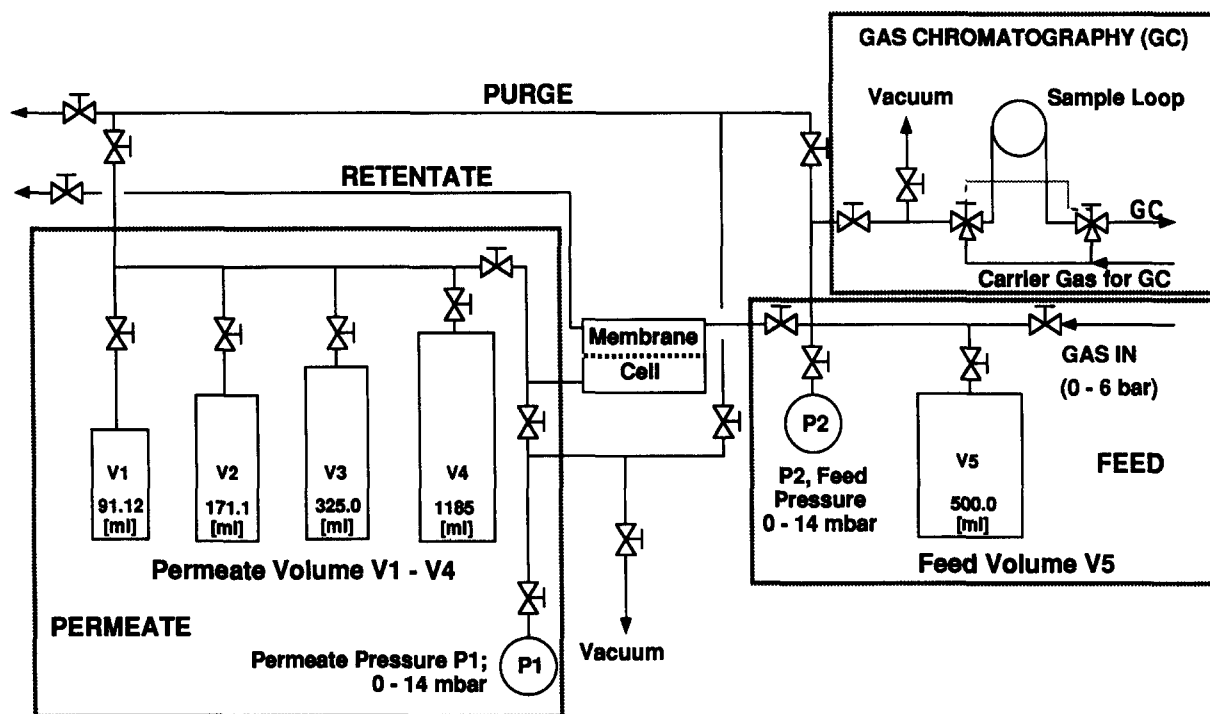 GAS CHROMATOGRAPHY (GC)
Vacuum
Sample Loop
PURGE
RETENTATE
GC
Carrier Gas for GC
Membrane
Cell
GAS IN
(0 - 6 bar)
P2
V1
91.12
[ml]
V2
171.1
[ml]
V3
325.0
[ml]
V4
1185
[ml]
V5
500.0
[ml]
FEED
P2, Feed
Pressure
0 - 14 mbar
Feed Volume V5
Permeate Volume V1 - V4
PERMEATE
Permeate Pressure P1;
0 - 14 mbar
P1
Vacuum